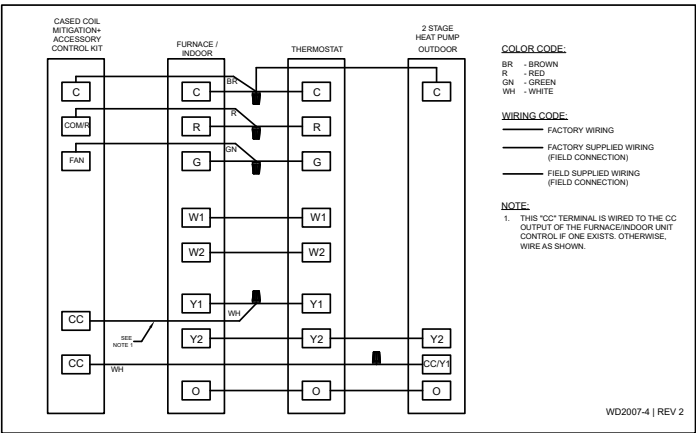 CASED COIL
MITIGATION+
ACCESSORY
CONTROL KIT
FURNACE /
INDOOR
THERMOSTAT
2 STAGE
HEAT PUMP
OUTDOOR
C
BR
C
C
C
COM/R
R
R
R
FAN
GN
G
G
W1
W1
W2
W2
Y1
Y1
CC
WH
SEE
NOTE 1
Y2
Y2
Y2
CC
WH
CC/Y1
O
O
O
COLOR CODE:
BR - BROWN
R - RED
GN - GREEN
WH - WHITE
WIRING CODE:
FACTORY WIRING
FACTORY SUPPLIED WIRING
(FIELD CONNECTION)
FIELD SUPPLIED WIRING
(FIELD CONNECTION)
NOTE:
1. THIS "CC" TERMINAL IS WIRED TO THE CC
OUTPUT OF THE FURNACE/INDOOR UNIT
CONTROL IF ONE EXISTS. OTHERWISE,
WIRE AS SHOWN.
WD2007-4 | REV 2